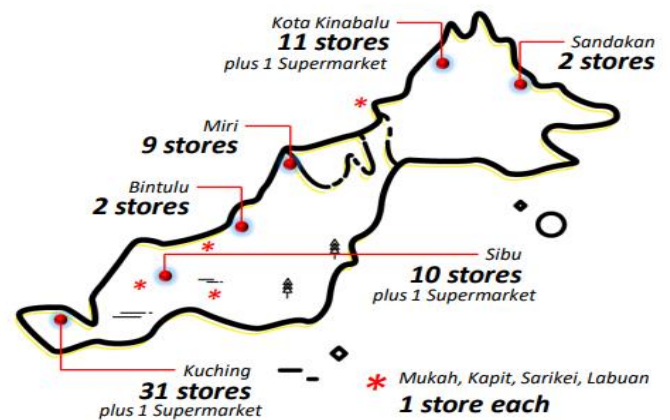 Kota Kinabalu
11 stores
plus 1 Supermarket
Sandakan
2 stores
Miri
9 stores
Bintulu
2 stores
Sibu
10 stores
plus 1 Supermarket
Kuching
31 stores
plus 1 Supermarket
* Mukah, Kapit, Sarikei, Labuan
1 store each